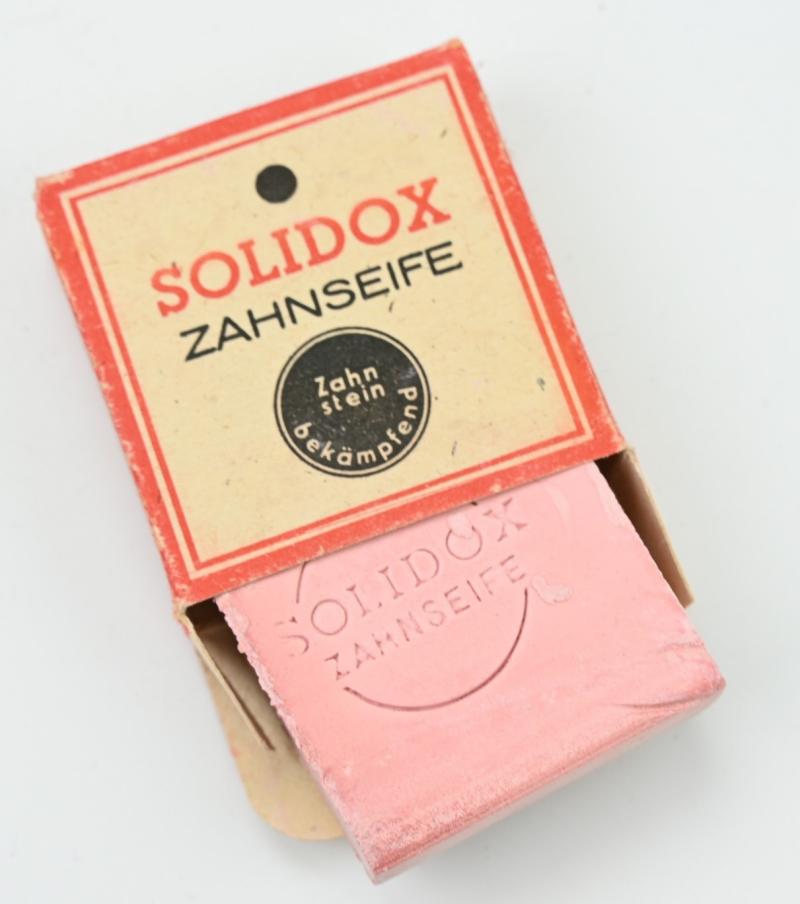 SOLIDOX
ZAHNSEIFE
Zahn
stein
bekämpfend
SOLIDOX
ZAHNSEIFE